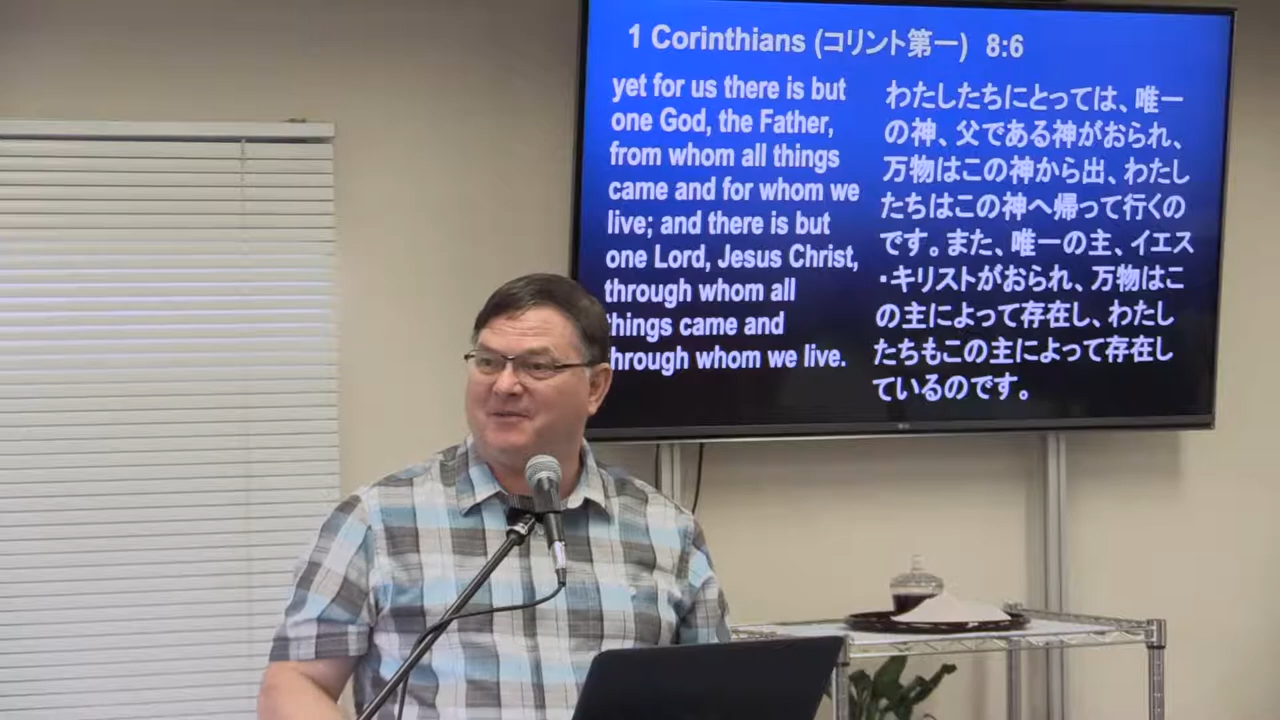 1 Corinthians (コリント第一) 8:6
yet for us there is but
one God, the Father,
from whom all things
came and for whom we
live; and there is but
one Lord, Jesus Christ,
through whom all
things came and
through whom we live.
わたしたちにとっては、唯一
の神、父である神がおられ、
万物はこの神から出、わたし
たちはこの神へ帰って行くの
です。また、唯一の主、イエス
・キリストがおられ、万物はこ
の主によって存在し、わたし
たちもこの主によって存在し
ているのです。
LG